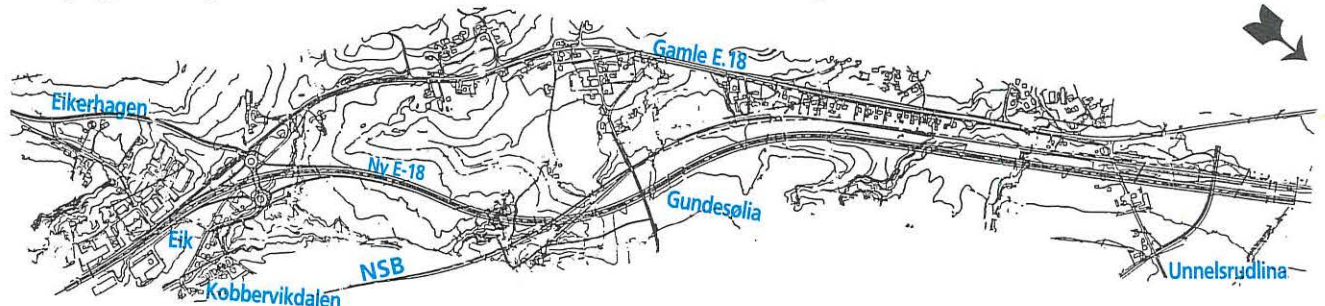 Gamle E.18
Eikerhagen
Ny E-18
Gundesølia
Eik
NSB
Unnelsrudlina
Kobbervikdalen